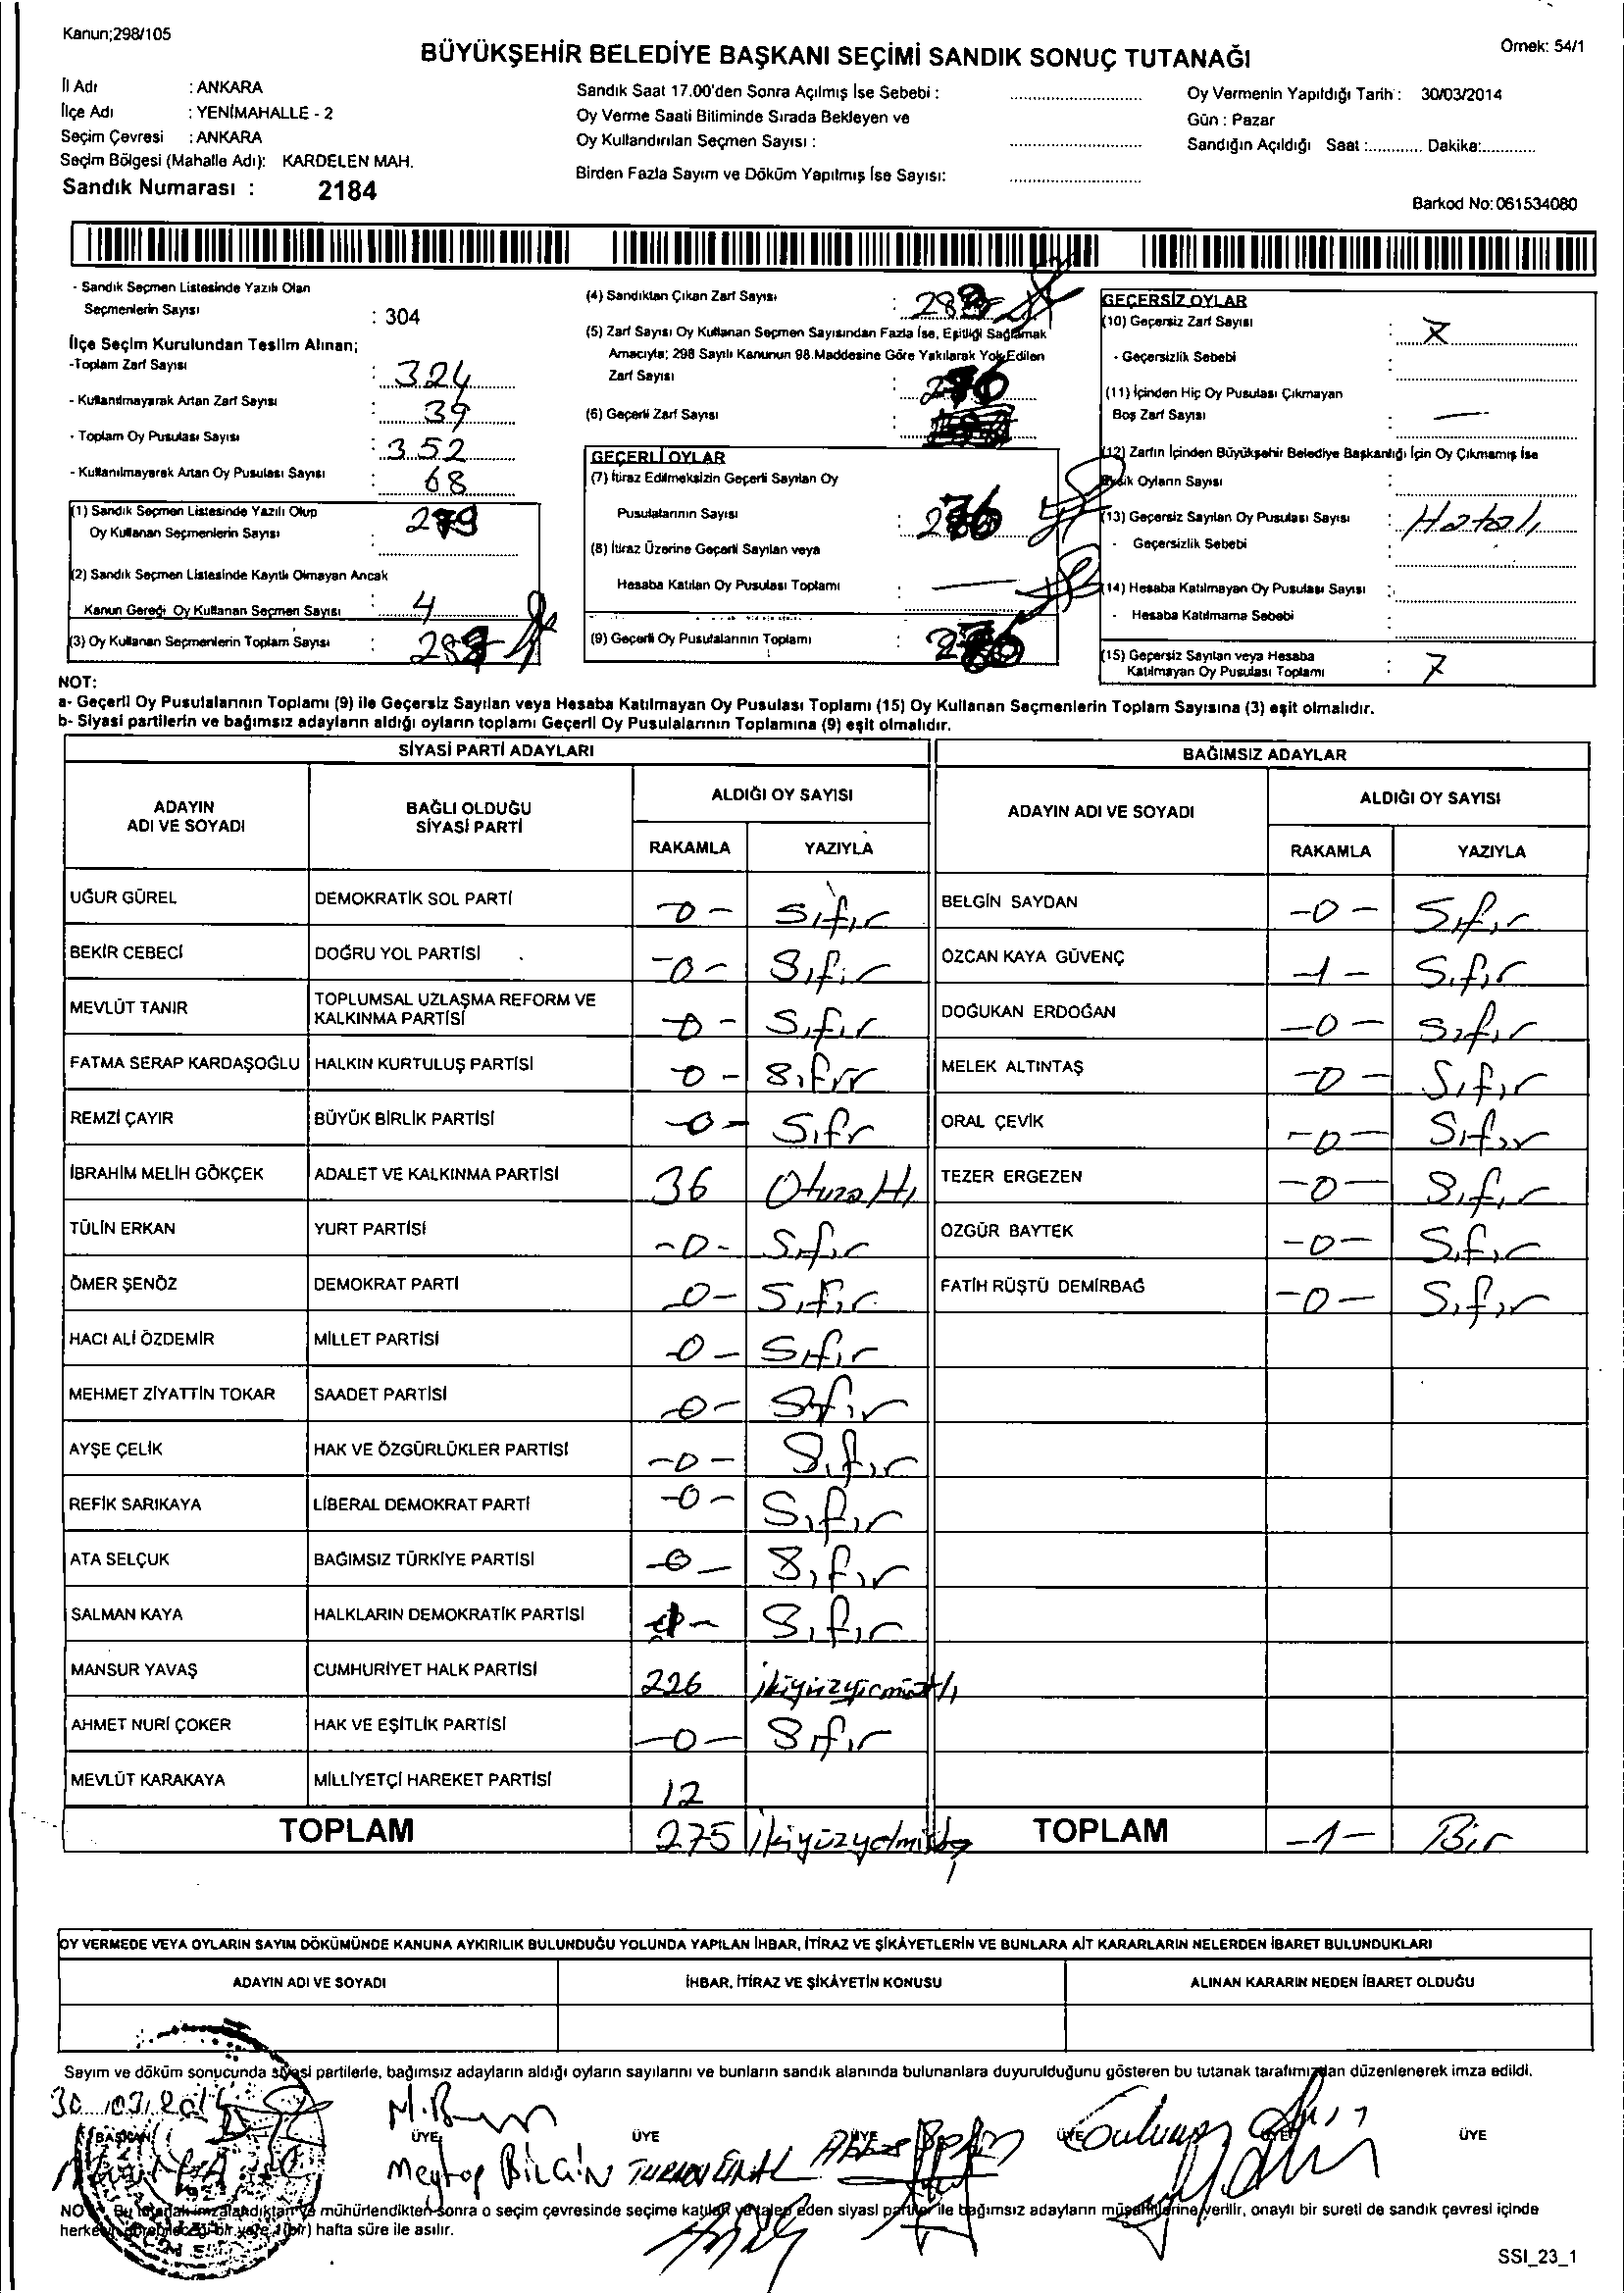 Kanun;298/105
Örnek: 54/1
BÜYÜKŞEHİR BELEDİYE BAŞKANI SEÇİMİ SANDIK SONUÇ TUTANAĞI
İl Adı : ANKARA
İlçe Adı : YENİMAHALLE - 2
Seçim Çevresi : ANKARA
Seçim Bölgesi (Mahalle Adı): KARDELEN MAH.
Sandık Numarası : 2184
Sandık Saat 17.00'den Sonra Açılmış İse Sebebi :
Oy Verme Saati Bitiminde Sırada Bekleyen ve
Oy Kullandırılan Seçmen Sayısı :
Birden Fazla Sayım ve Döküm Yapılmış İse Sayısı:
Oy Vermenin Yapıldığı Tarih : 30/03/2014
Gün : Pazar
Sandığın Açıldığı Saat :............ Dakika:............
Barkod No: 061534080
- Sandık Seçmen Listesinde Yazılı Olan
Seçmenlerin Sayısı : 304
İlçe Seçim Kurulundan Teslim Alınan;
-Toplam Zarf Sayısı : 324
- Kullanılmayarak Artan Zarf Sayısı : 39
- Toplam Oy Pusulası Sayısı : 352
- Kullanılmayarak Artan Oy Pusulası Sayısı : 68
(1) Sandık Seçmen Listesinde Yazılı Olup
Oy Kullanan Seçmenlerin Sayısı : 279
(2) Sandık Seçmen Listesinde Kayıtlı Olmayan Ancak
Kanun Gereği Oy Kullanan Seçmen Sayısı : 4
(3) Oy Kullanan Seçmenlerin Toplam Sayısı :
(4) Sandıktan Çıkan Zarf Sayısı :
(5) Zarf Sayısı Oy Kullanan Seçmen Sayısından Fazla İse, Eşitliği Sağlamak
Amacıyla; 298 Sayılı Kanunun 98.Maddesine Göre Yakılarak Yok Edilen
Zarf Sayısı : 276
(6) Geçerli Zarf Sayısı :
GEÇERLİ OYLAR
(7) İtiraz Edilmeksizin Geçerli Sayılan Oy
Pusulalarının Sayısı : 276
(8) İtiraz Üzerine Geçerli Sayılan veya
Hesaba Katılan Oy Pusulası Toplamı : —
(9) Geçerli Oy Pusulalarının Toplamı : 276
GEÇERSİZ OYLAR
(10) Geçersiz Zarf Sayısı : 7
- Geçersizlik Sebebi :
(11) İçinden Hiç Oy Pusulası Çıkmayan
Boş Zarf Sayısı : —
(12) Zarfın İçinden Büyükşehir Belediye Başkanlığı İçin Oy Çıkmamış İse
Eksik Oyların Sayısı :
(13) Geçersiz Sayılan Oy Pusulası Sayısı : Hatalı
- Geçersizlik Sebebi :
(14) Hesaba Katılmayan Oy Pusulası Sayısı :
- Hesaba Katılmama Sebebi :
(15) Geçersiz Sayılan veya Hesaba
Katılmayan Oy Pusulası Toplamı : 7
NOT:
a- Geçerli Oy Pusulalarının Toplamı (9) ile Geçersiz Sayılan veya Hesaba Katılmayan Oy Pusulası Toplamı (15) Oy Kullanan Seçmenlerin Toplam Sayısına (3) eşit olmalıdır.
b- Siyasi partilerin ve bağımsız adayların aldığı oyların toplamı Geçerli Oy Pusulalarının Toplamına (9) eşit olmalıdır.
SİYASİ PARTİ ADAYLARI
ADAYIN ADI VE SOYADI BAĞLI OLDUĞU SİYASİ PARTİ ALDIĞI OY SAYISI
RAKAMLA YAZIYLA
UĞUR GÜREL DEMOKRATİK SOL PARTİ -0- Sıfır
BEKİR CEBECİ DOĞRU YOL PARTİSİ -0- Sıfır
MEVLÜT TANIR TOPLUMSAL UZLAŞMA REFORM VE KALKINMA PARTİSİ -0- Sıfır
FATMA SERAP KARDAŞOĞLU HALKIN KURTULUŞ PARTİSİ -0- Sıfır
REMZİ ÇAYIR BÜYÜK BİRLİK PARTİSİ -0- Sıfr
İBRAHİM MELİH GÖKÇEK ADALET VE KALKINMA PARTİSİ 36 Otuzaltı
TÜLİN ERKAN YURT PARTİSİ -0- Sıfır
ÖMER ŞENÖZ DEMOKRAT PARTİ -0- Sıfır
HACI ALİ ÖZDEMİR MİLLET PARTİSİ -0- Sıfır
MEHMET ZİYATTİN TOKAR SAADET PARTİSİ -0- Sıfır
AYŞE ÇELİK HAK VE ÖZGÜRLÜKLER PARTİSİ -0- Sıfır
REFİK SARIKAYA LİBERAL DEMOKRAT PARTİ -0- Sıfır
ATA SELÇUK BAĞIMSIZ TÜRKİYE PARTİSİ -0- Sıfır
SALMAN KAYA HALKLARIN DEMOKRATİK PARTİSİ Sıfır
MANSUR YAVAŞ CUMHURİYET HALK PARTİSİ 226 ikiyüzyirmialtı
AHMET NURİ ÇOKER HAK VE EŞİTLİK PARTİSİ -0- Sıfır
MEVLÜT KARAKAYA MİLLİYETÇİ HAREKET PARTİSİ 12
TOPLAM 275 ikiyüzyetmişbeş
BAĞIMSIZ ADAYLAR
ADAYIN ADI VE SOYADI ALDIĞI OY SAYISI
RAKAMLA YAZIYLA
BELGİN SAYDAN -0- Sıfır
ÖZCAN KAYA GÜVENÇ -1- Sıfır
DOĞUKAN ERDOĞAN -0- Sıfır
MELEK ALTINTAŞ -0- Sıfır
ORAL ÇEVİK -0- Sıfır
TEZER ERGEZEN -0- Sıfır
ÖZGÜR BAYTEK -0- Sıfır
FATİH RÜŞTÜ DEMİRBAĞ -0- Sıfır
TOPLAM -1- Bir
OY VERMEDE VEYA OYLARIN SAYIM DÖKÜMÜNDE KANUNA AYKIRILIK BULUNDUĞU YOLUNDA YAPILAN İHBAR, İTİRAZ VE ŞİKÂYETLERİN VE BUNLARA AİT KARARLARIN NELERDEN İBARET BULUNDUKLARI
ADAYIN ADI VE SOYADI İHBAR, İTİRAZ VE ŞİKÂYETİN KONUSU ALINAN KARARIN NEDEN İBARET OLDUĞU
Sayım ve döküm sonucunda siyasi partilerle, bağımsız adayların aldığı oyların sayılarını ve bunların sandık alanında bulunanlara duyurulduğunu gösteren bu tutanak tarafımızdan düzenlenerek imza edildi.
30.03.2014
BAŞKAN ÜYE ÜYE ÜYE ÜYE ÜYE ÜYE
Meytap BİLGİN
NOT: Bu tutanak imzalandıktan ve mühürlendikten sonra o seçim çevresinde seçime katılan ve talep eden siyasi partiler ile bağımsız adayların müşahitlerine verilir, onaylı bir sureti de sandık çevresi içinde
herkesin görebileceği bir yere 1 (bir) hafta süre ile asılır.
SSI_23_1